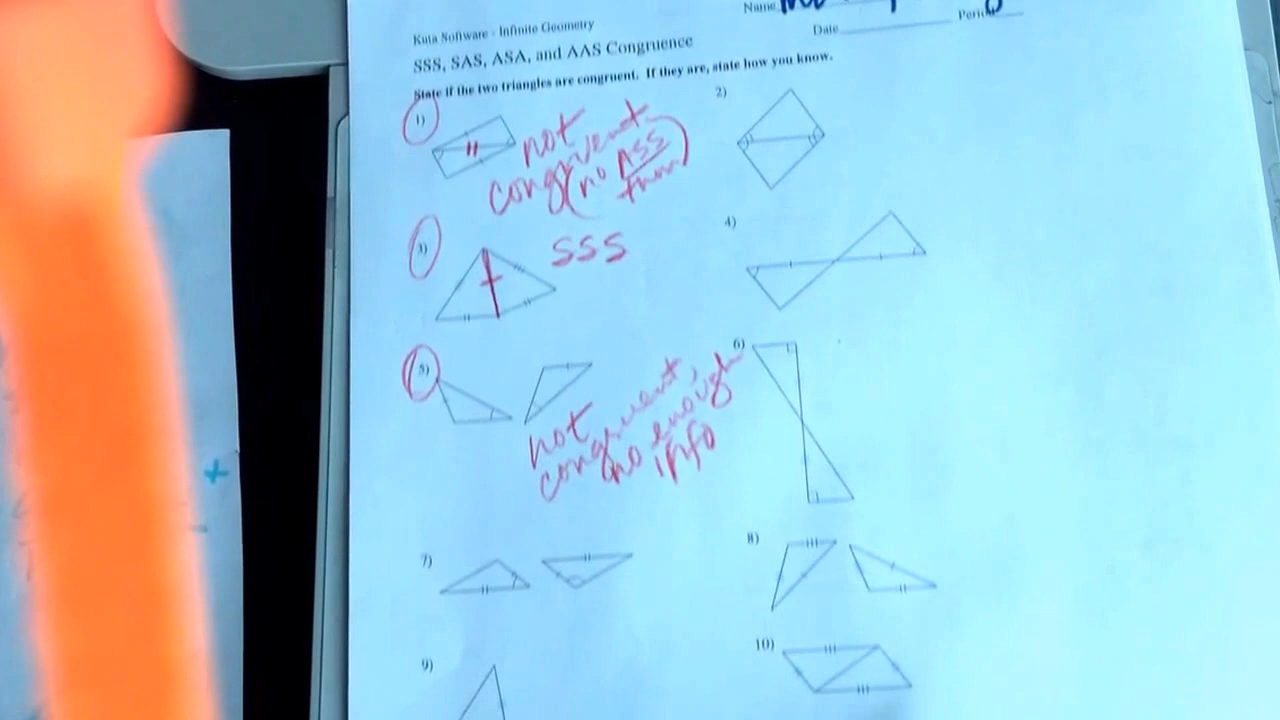 Kuta Software - Infinite Geometry
Name
SSS, SAS, ASA, and AAS Congruence
Date
Period
State if the two triangles are congruent. If they are, state how you know.
1)
not
congruent
(no ASS
thm)
2)
3)
SSS
4)
5)
not
congruent,
no enough
info
6)
7)
8)
9)
10)